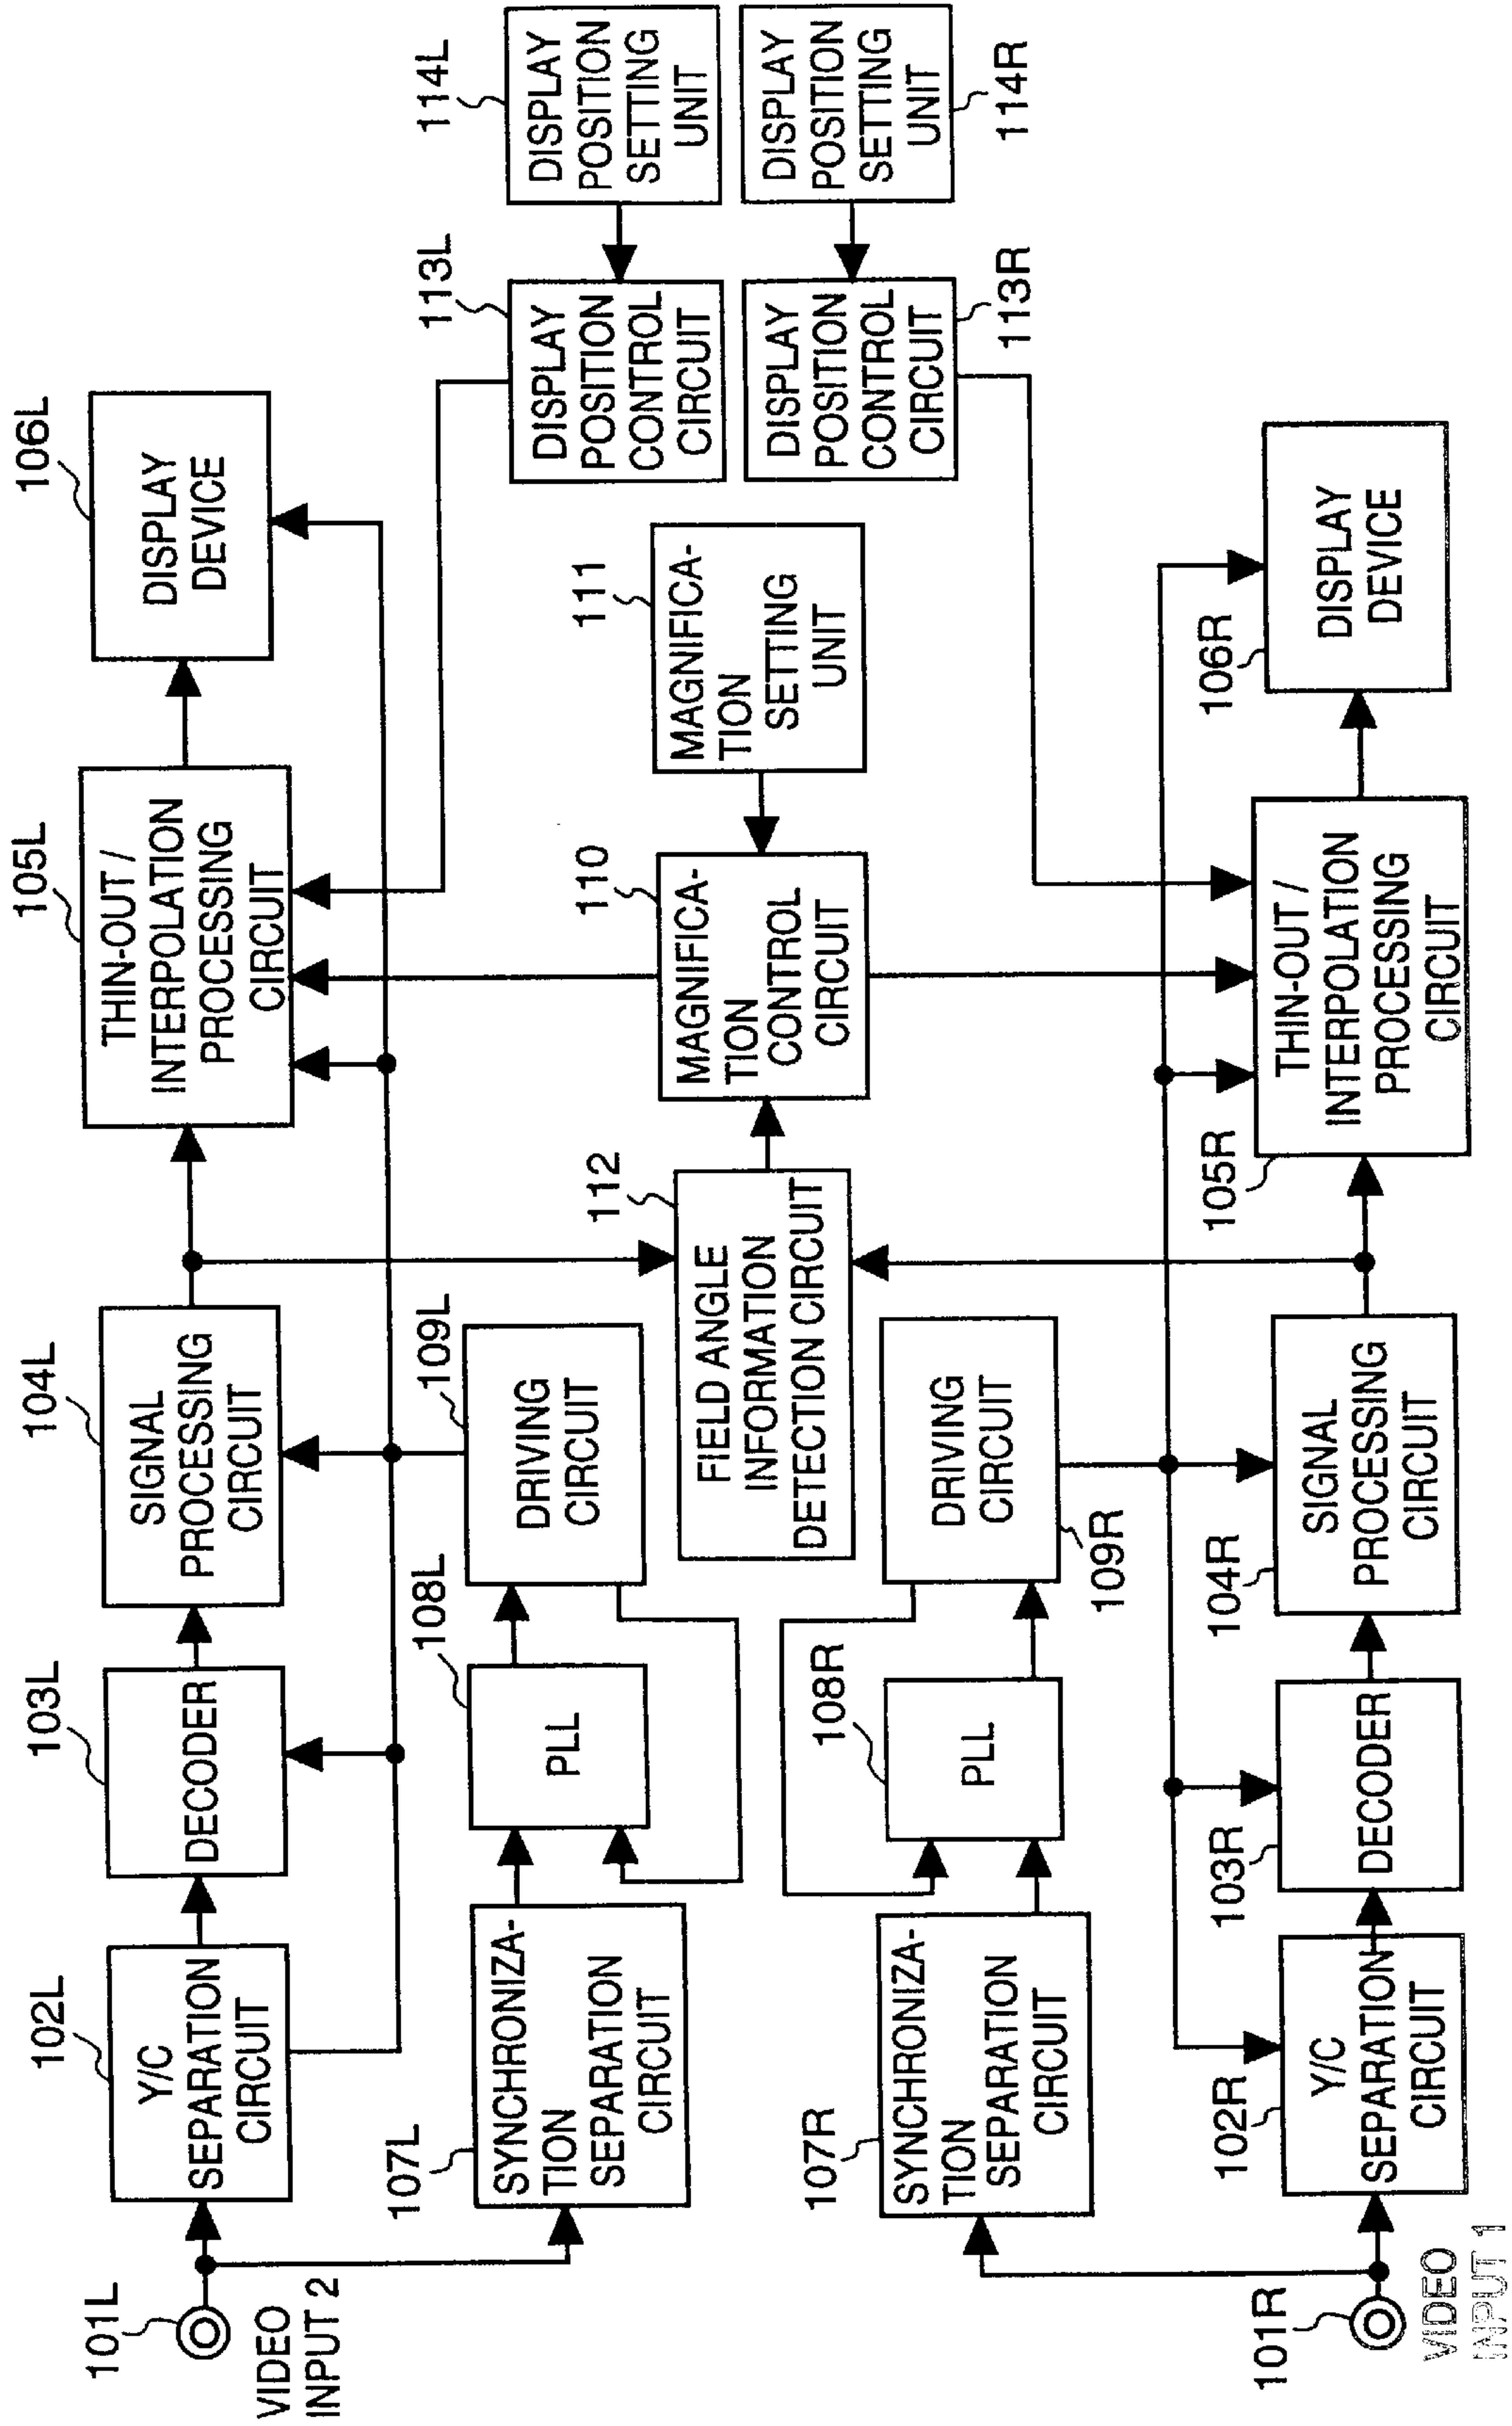 101L
VIDEO
INPUT 2
102L
Y/C
SEPARATION
CIRCUIT
103L
DECODER
104L
SIGNAL
PROCESSING
CIRCUIT
105L
THIN-OUT /
INTERPOLATION
PROCESSING
CIRCUIT
106L
DISPLAY
DEVICE
107L
SYNCHRONIZA-
TION
SEPARATION
CIRCUIT
108L
PLL
109L
DRIVING
CIRCUIT
112
FIELD ANGLE
INFORMATION
DETECTION CIRCUIT
110
MAGNIFICA-
TION
CONTROL
CIRCUIT
111
MAGNIFICA-
TION
SETTING
UNIT
113L
DISPLAY
POSITION
CONTROL
CIRCUIT
114L
DISPLAY
POSITION
SETTING
UNIT
107R
SYNCHRONIZA-
TION
SEPARATION
CIRCUIT
108R
PLL
DRIVING
CIRCUIT
109R
DISPLAY
POSITION
CONTROL
CIRCUIT
113R
DISPLAY
POSITION
SETTING
UNIT
114R
101R
VIDEO
INPUT 1
102R
Y/C
SEPARATION
CIRCUIT
103R
DECODER
104R
SIGNAL
PROCESSING
CIRCUIT
105R
THIN-OUT /
INTERPOLATION
PROCESSING
CIRCUIT
106R
DISPLAY
DEVICE